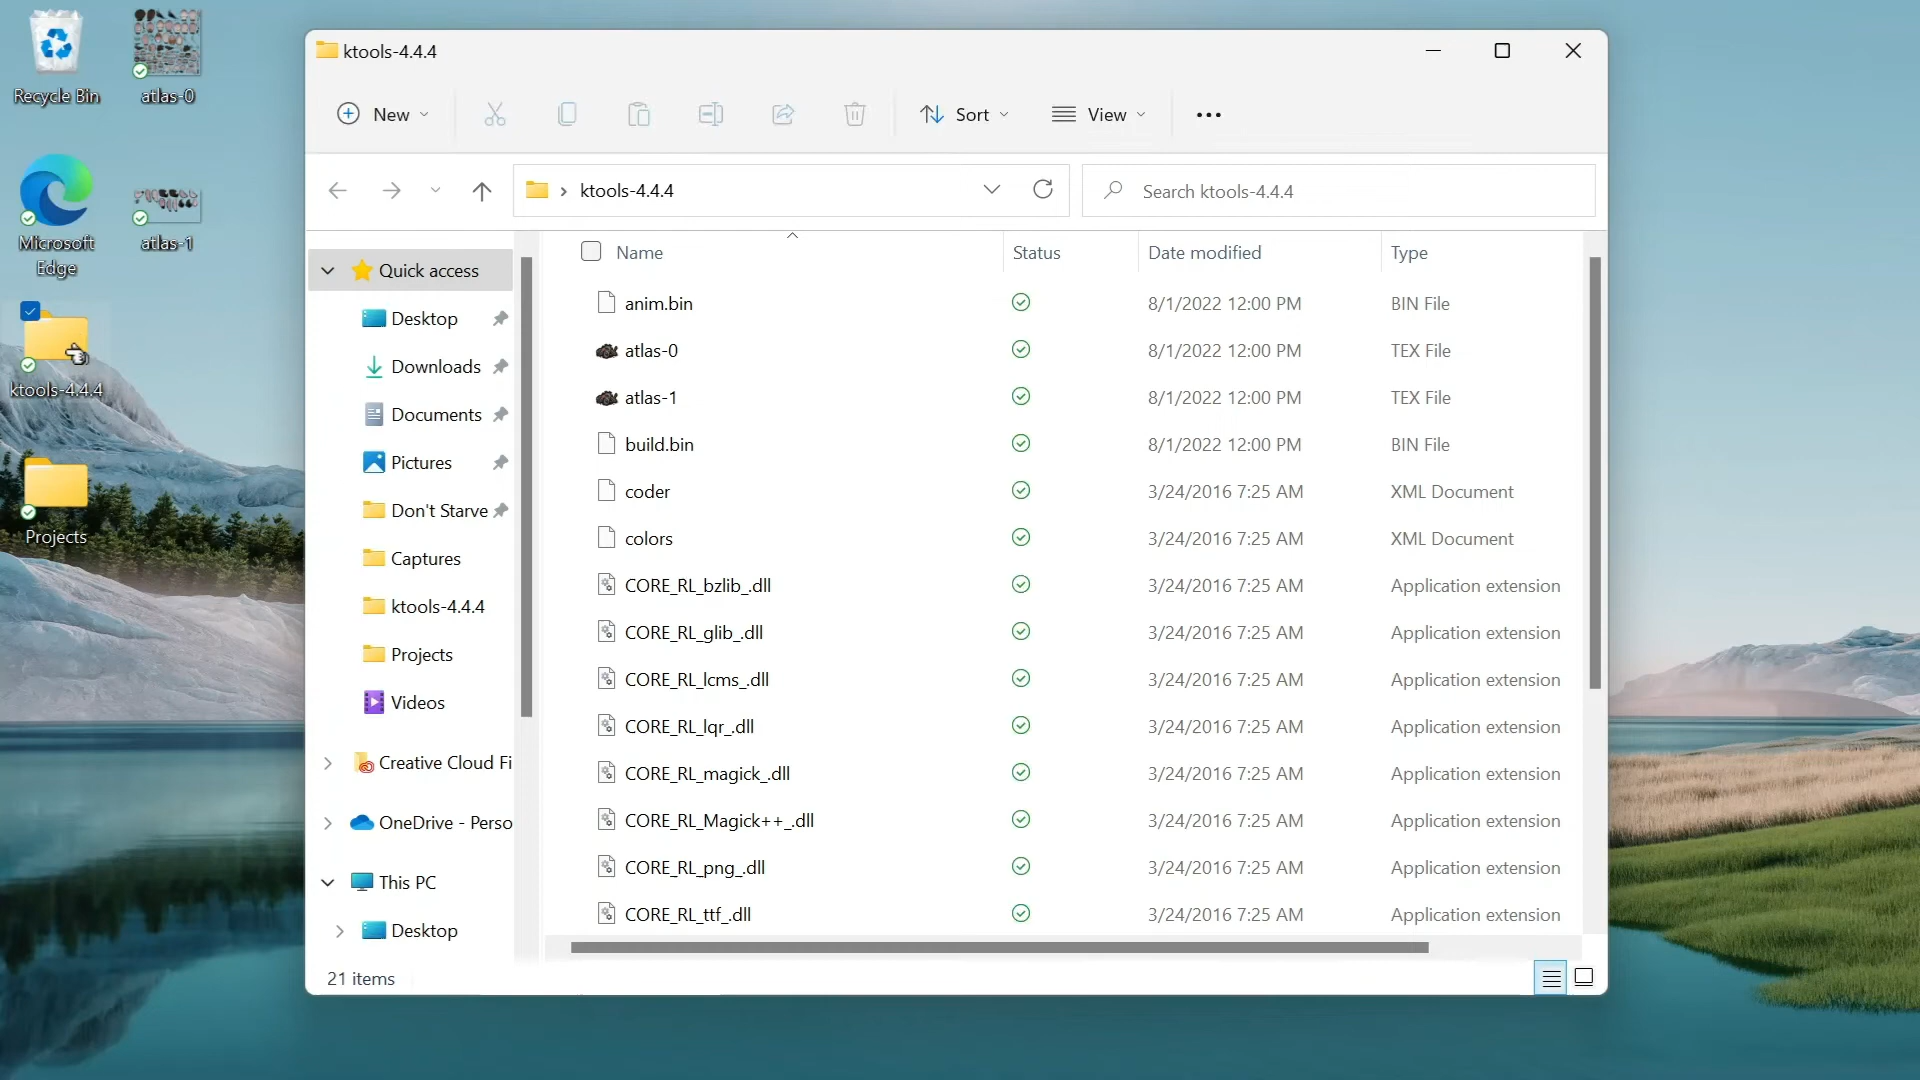 Recycle Bin
atlas-0
Microsoft
Edge
atlas-1
ktools-4.4.4
Projects
ktools-4.4.4
New
Sort
View
ktools-4.4.4
Search ktools-4.4.4
Name
Status
Date modified
Type
Quick access
Desktop
Downloads
Documents
Pictures
Don't Starve
Captures
ktools-4.4.4
Projects
Videos
Creative Cloud Fi
OneDrive - Perso
This PC
Desktop
anim.bin 8/1/2022 12:00 PM BIN File
atlas-0 8/1/2022 12:00 PM TEX File
atlas-1 8/1/2022 12:00 PM TEX File
build.bin 8/1/2022 12:00 PM BIN File
coder 3/24/2016 7:25 AM XML Document
colors 3/24/2016 7:25 AM XML Document
CORE_RL_bzlib_.dll 3/24/2016 7:25 AM Application extension
CORE_RL_glib_.dll 3/24/2016 7:25 AM Application extension
CORE_RL_lcms_.dll 3/24/2016 7:25 AM Application extension
CORE_RL_lqr_.dll 3/24/2016 7:25 AM Application extension
CORE_RL_magick_.dll 3/24/2016 7:25 AM Application extension
CORE_RL_Magick++_.dll 3/24/2016 7:25 AM Application extension
CORE_RL_png_.dll 3/24/2016 7:25 AM Application extension
CORE_RL_ttf_.dll 3/24/2016 7:25 AM Application extension
21 items